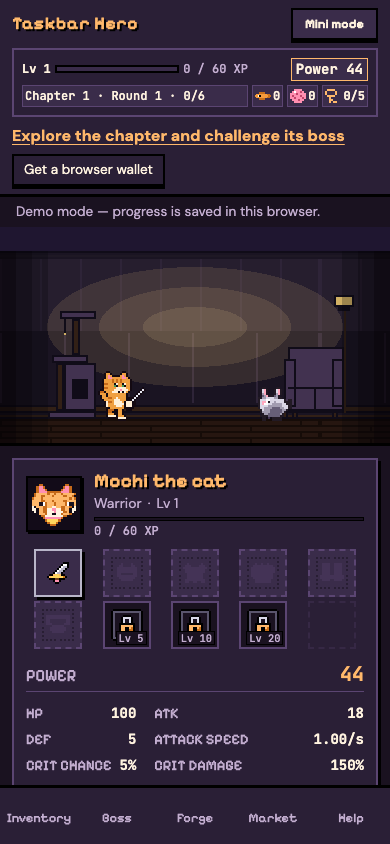 Taskbar Hero
Mini mode
Lv 1 0 / 60 XP Power 44
Chapter 1 · Round 1 · 0/6 0 0 0/5
Explore the chapter and challenge its boss
Get a browser wallet
Demo mode — progress is saved in this browser.
Mochi the cat
Warrior · Lv 1
0 / 60 XP
Lv 5 Lv 10 Lv 20
POWER 44
HP 100 ATK 18
DEF 5 ATTACK SPEED 1.00/s
CRIT CHANCE 5% CRIT DAMAGE 150%
Inventory Boss Forge Market Help